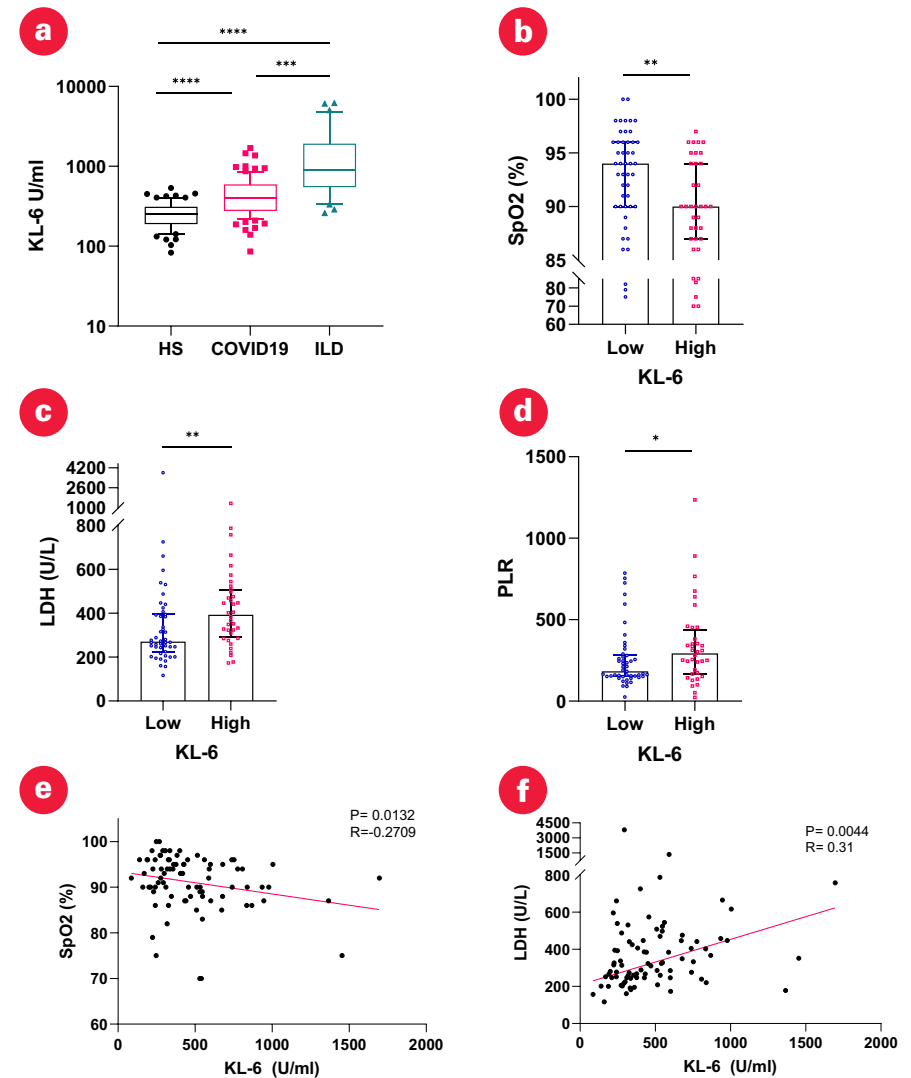 a
****
***
****
10000
1000
100
10
KL-6 U/ml
HS COVID19 ILD
b
**
100
95
90
85
80
70
60
SpO2 (%)
Low High
KL-6
c
**
4200
2600
1000
800
600
400
200
0
LDH (U/L)
Low High
KL-6
d
*
1500
1000
500
0
PLR
Low High
KL-6
e
P= 0.0132
R=-0.2709
100
90
80
70
60
SpO2 (%)
0 500 1000 1500 2000
KL-6 (U/ml)
f
P= 0.0044
R= 0.31
4500
3000
1500
800
600
400
200
0
LDH (U/L)
0 500 1000 1500 2000
KL-6 (U/ml)